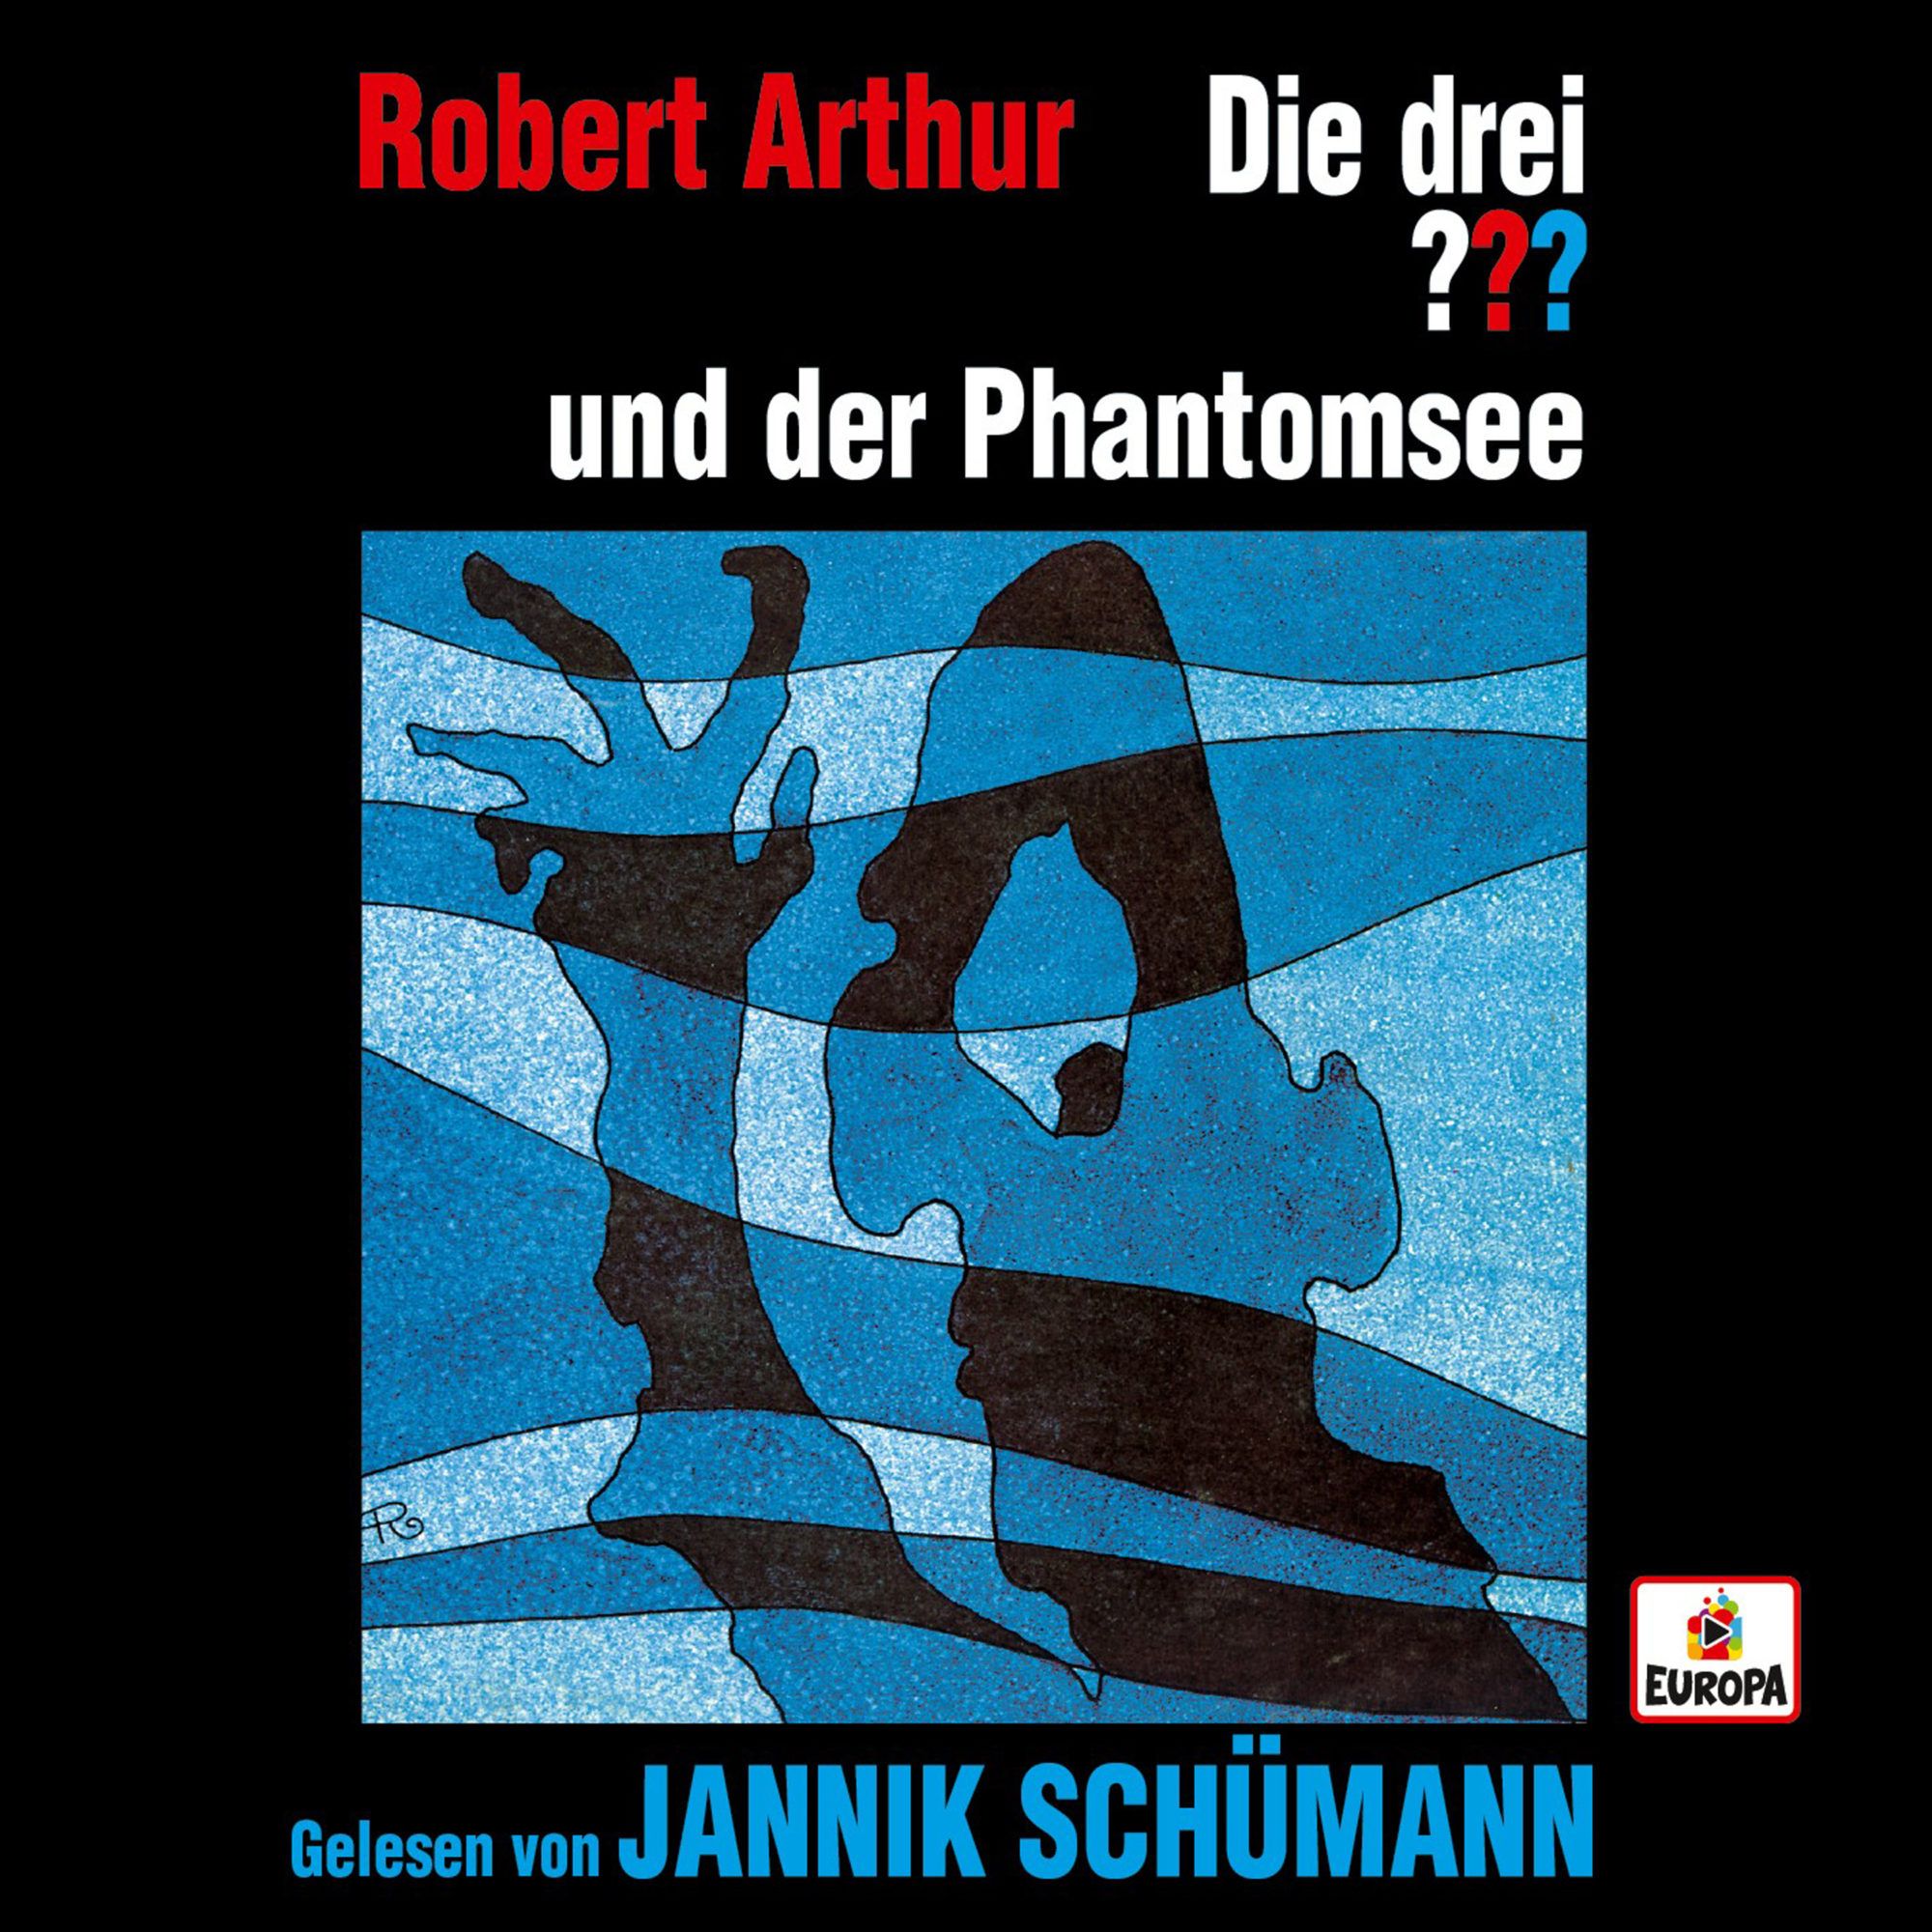 Robert Arthur Die drei
???
und der Phantomsee
R
EUROPA
Gelesen von JANNIK SCHÜMANN